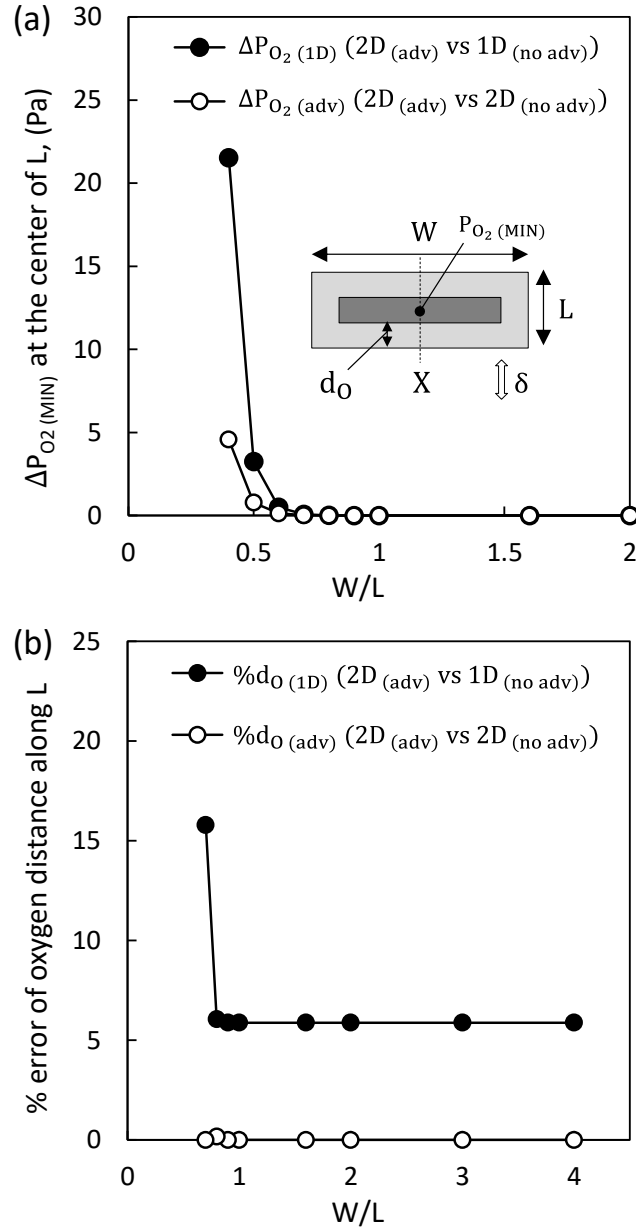 (a)
30
25
20
15
10
5
0
ΔP_O2 (MIN) at the center of L, (Pa)
ΔP_O2 (1D) (2D (adv) vs 1D (no adv))
ΔP_O2 (adv) (2D (adv) vs 2D (no adv))
W
P_O2 (MIN)
L
d_O
X
δ
0
0.5
1
1.5
2
W/L
(b)
25
20
15
10
5
0
% error of oxygen distance along L
%d_O (1D) (2D (adv) vs 1D (no adv))
%d_O (adv) (2D (adv) vs 2D (no adv))
0
1
2
3
4
W/L